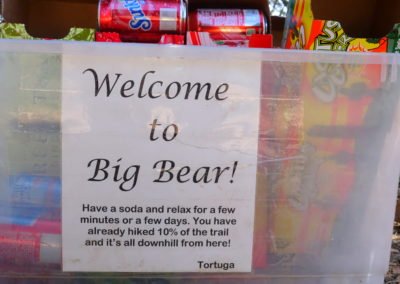 Welcome
to
Big Bear!
Have a soda and relax for a few
minutes or a few days. You have
already hiked 10% of the trail
and it's all downhill from here!
Tortuga